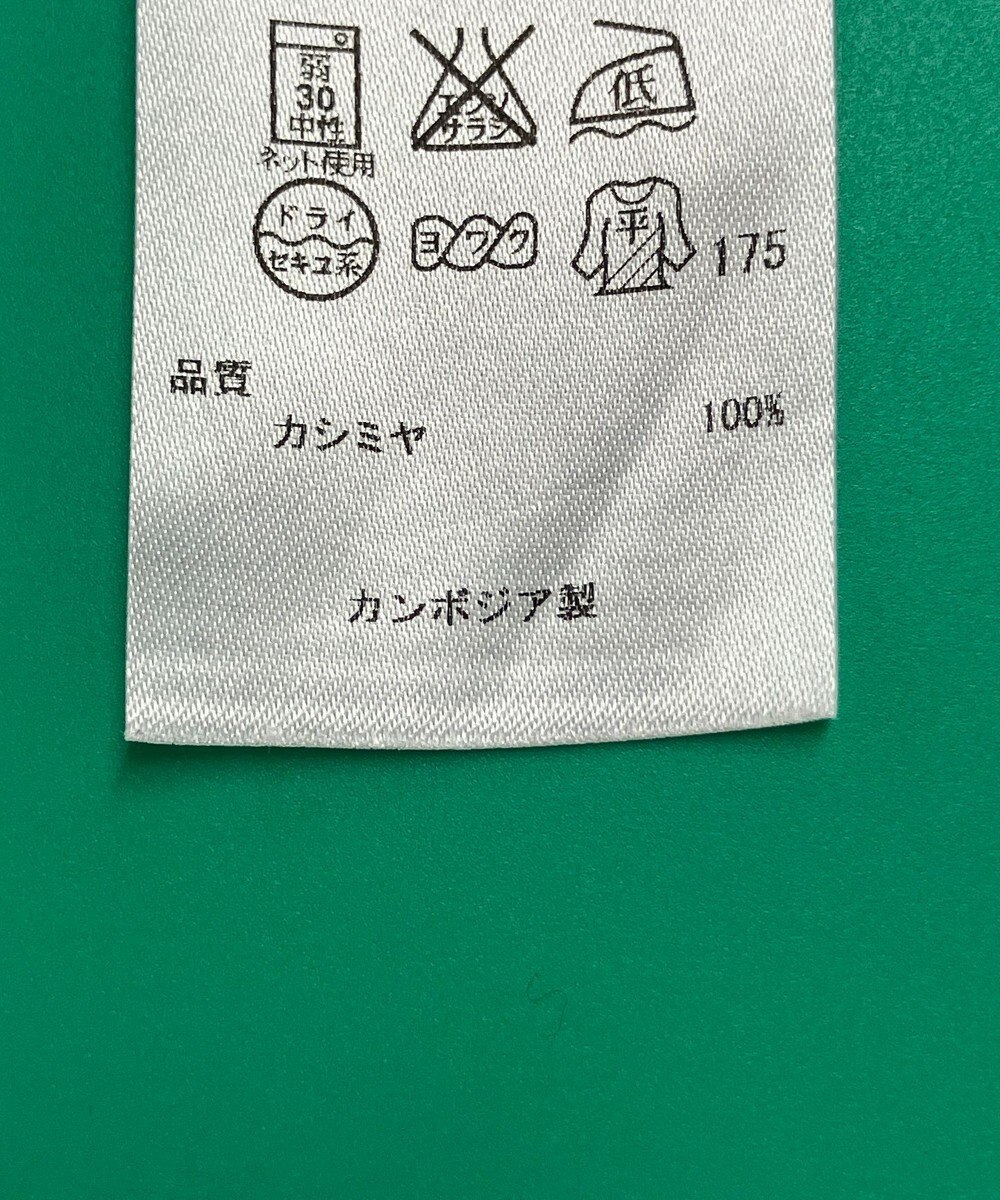 弱
30
中性
ネット使用
エンソ
サラシ
低
ドライ
セキユ系
ヨワク
平
175
品質
カシミヤ 100%
カンボジア製